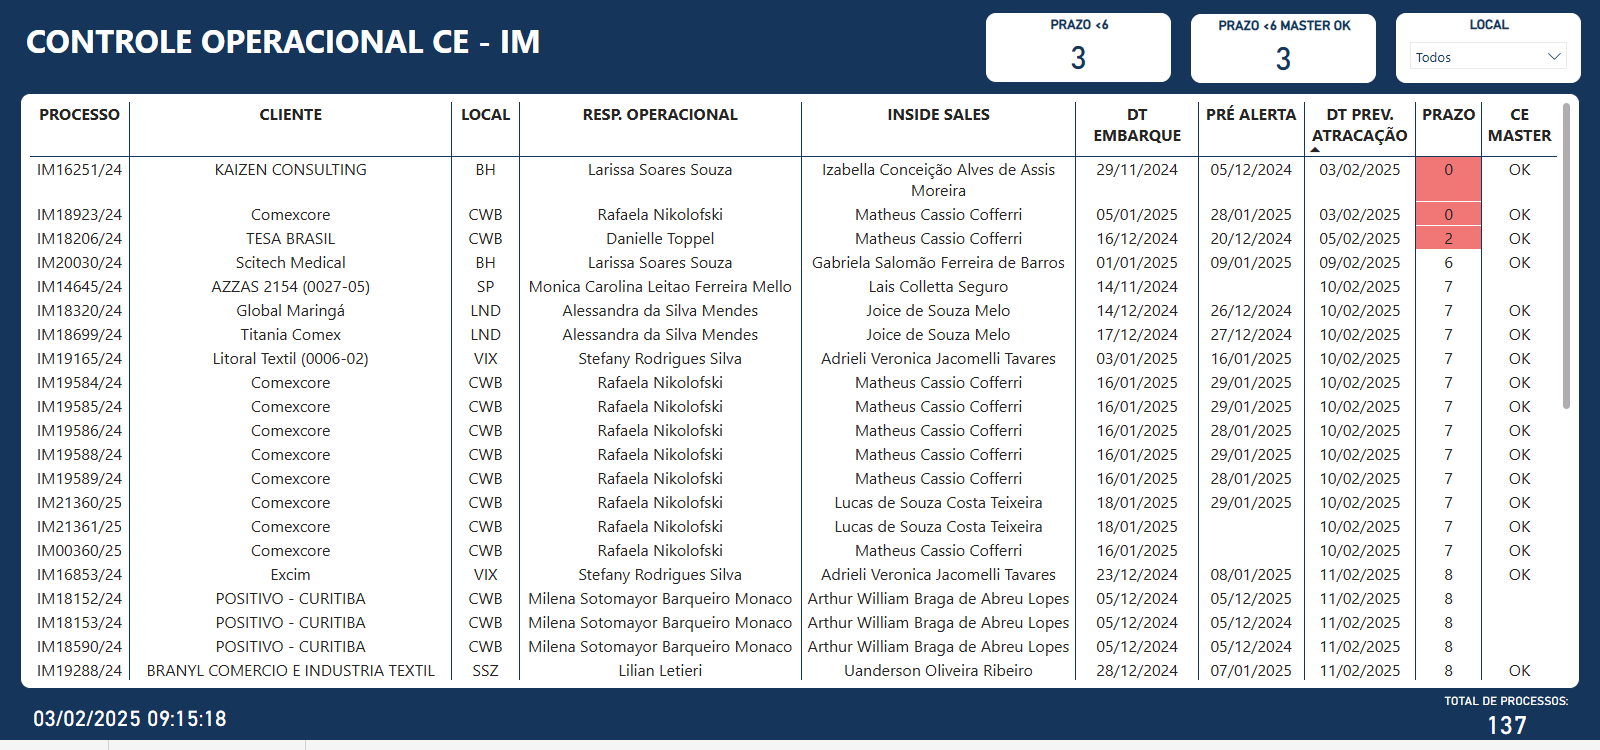 CONTROLE OPERACIONAL CE - IM
PRAZO <6
3
PRAZO <6 MASTER OK
3
LOCAL
Todos
PROCESSO CLIENTE LOCAL RESP. OPERACIONAL INSIDE SALES DT EMBARQUE PRÉ ALERTA DT PREV. ATRACAÇÃO PRAZO CE MASTER
IM16251/24 KAIZEN CONSULTING BH Larissa Soares Souza Izabella Conceição Alves de Assis Moreira 29/11/2024 05/12/2024 03/02/2025 0 OK
IM18923/24 Comexcore CWB Rafaela Nikolofski Matheus Cassio Cofferri 05/01/2025 28/01/2025 03/02/2025 0 OK
IM18206/24 TESA BRASIL CWB Danielle Toppel Matheus Cassio Cofferri 16/12/2024 20/12/2024 05/02/2025 2 OK
IM20030/24 Scitech Medical BH Larissa Soares Souza Gabriela Salomão Ferreira de Barros 01/01/2025 09/01/2025 09/02/2025 6 OK
IM14645/24 AZZAS 2154 (0027-05) SP Monica Carolina Leitao Ferreira Mello Lais Colletta Seguro 14/11/2024 10/02/2025 7
IM18320/24 Global Maringá LND Alessandra da Silva Mendes Joice de Souza Melo 14/12/2024 26/12/2024 10/02/2025 7 OK
IM18699/24 Titania Comex LND Alessandra da Silva Mendes Joice de Souza Melo 17/12/2024 27/12/2024 10/02/2025 7 OK
IM19165/24 Litoral Textil (0006-02) VIX Stefany Rodrigues Silva Adrieli Veronica Jacomelli Tavares 03/01/2025 16/01/2025 10/02/2025 7 OK
IM19584/24 Comexcore CWB Rafaela Nikolofski Matheus Cassio Cofferri 16/01/2025 29/01/2025 10/02/2025 7 OK
IM19585/24 Comexcore CWB Rafaela Nikolofski Matheus Cassio Cofferri 16/01/2025 29/01/2025 10/02/2025 7 OK
IM19586/24 Comexcore CWB Rafaela Nikolofski Matheus Cassio Cofferri 16/01/2025 28/01/2025 10/02/2025 7 OK
IM19588/24 Comexcore CWB Rafaela Nikolofski Matheus Cassio Cofferri 16/01/2025 29/01/2025 10/02/2025 7 OK
IM19589/24 Comexcore CWB Rafaela Nikolofski Matheus Cassio Cofferri 16/01/2025 28/01/2025 10/02/2025 7 OK
IM21360/25 Comexcore CWB Rafaela Nikolofski Lucas de Souza Costa Teixeira 18/01/2025 29/01/2025 10/02/2025 7 OK
IM21361/25 Comexcore CWB Rafaela Nikolofski Lucas de Souza Costa Teixeira 18/01/2025 10/02/2025 7 OK
IM00360/25 Comexcore CWB Rafaela Nikolofski Matheus Cassio Cofferri 16/01/2025 10/02/2025 7 OK
IM16853/24 Excim VIX Stefany Rodrigues Silva Adrieli Veronica Jacomelli Tavares 23/12/2024 08/01/2025 11/02/2025 8 OK
IM18152/24 POSITIVO - CURITIBA CWB Milena Sotomayor Barqueiro Monaco Arthur William Braga de Abreu Lopes 05/12/2024 05/12/2025 11/02/2025 8
IM18153/24 POSITIVO - CURITIBA CWB Milena Sotomayor Barqueiro Monaco Arthur William Braga de Abreu Lopes 05/12/2024 05/12/2024 11/02/2025 8
IM18590/24 POSITIVO - CURITIBA CWB Milena Sotomayor Barqueiro Monaco Arthur William Braga de Abreu Lopes 05/12/2024 05/12/2024 11/02/2025 8
IM19288/24 BRANYL COMERCIO E INDUSTRIA TEXTIL SSZ Lilian Letieri Uanderson Oliveira Ribeiro 28/12/2024 07/01/2025 11/02/2025 8 OK
03/02/2025 09:15:18
TOTAL DE PROCESSOS:
137